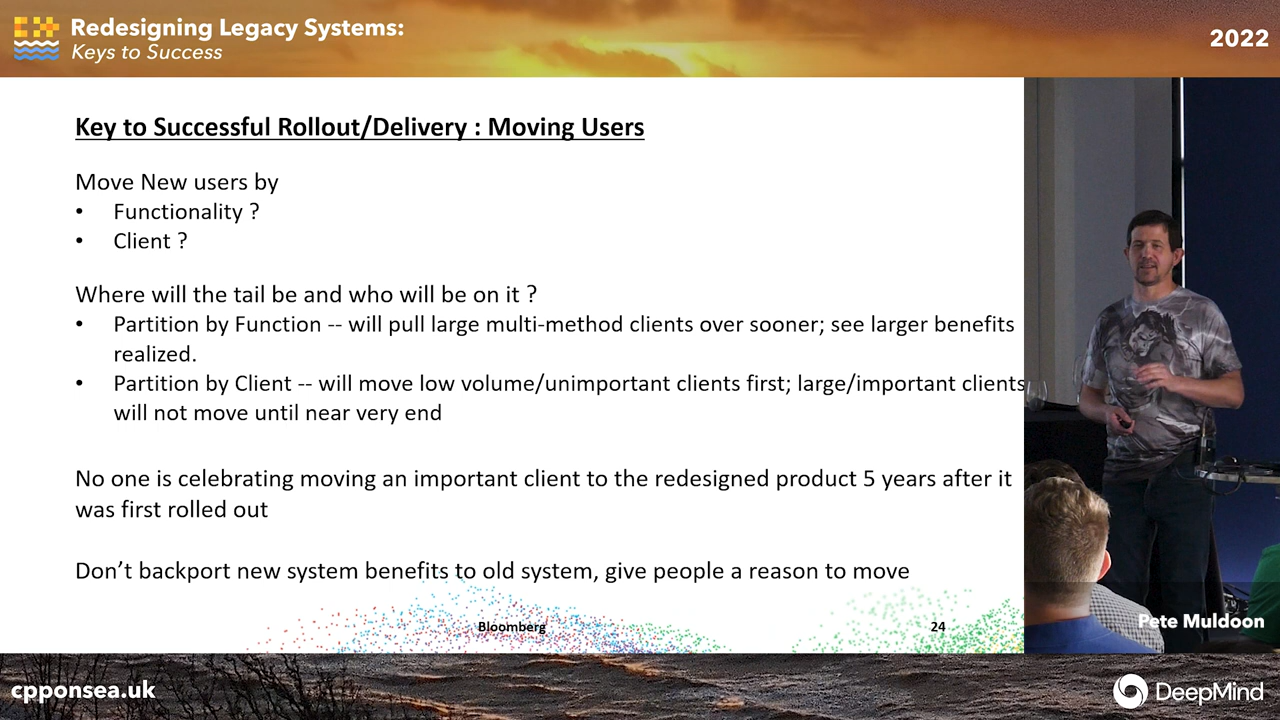 Redesigning Legacy Systems:
Keys to Success
2022
Key to Successful Rollout/Delivery : Moving Users
Move New users by
• Functionality ?
• Client ?
Where will the tail be and who will be on it ?
• Partition by Function -- will pull large multi-method clients over sooner; see larger benefits
realized.
• Partition by Client -- will move low volume/unimportant clients first; large/important clients
will not move until near very end
No one is celebrating moving an important client to the redesigned product 5 years after it
was first rolled out
Don’t backport new system benefits to old system, give people a reason to move
Bloomberg
24
Pete Muldoon
cpponsea.uk
DeepMind